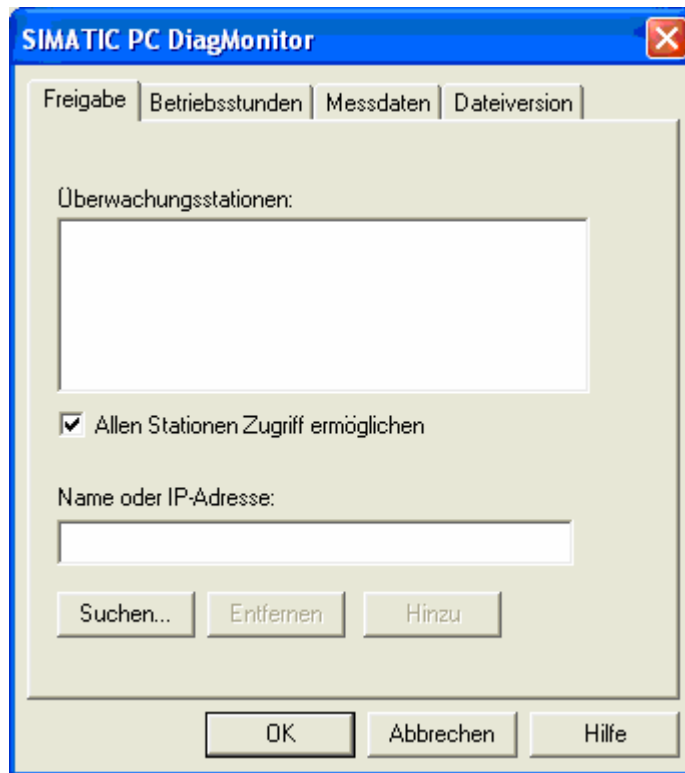 SIMATIC PC DiagMonitor
Freigabe Betriebsstunden Messdaten Dateiversion
Überwachungsstationen:
Allen Stationen Zugriff ermöglichen
Name oder IP-Adresse:
Suchen... Entfernen Hinzu
OK Abbrechen Hilfe